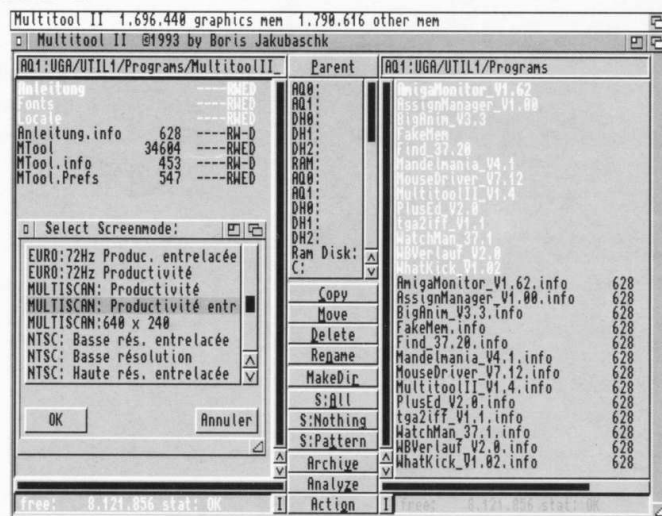 Multitool II 1.696.440 graphics mem 1.790.616 other mem
Multitool II ©1993 by Boris Jakubaschk
AQ1:UGA/UTIL1/Programs/MultitoolII_
Anleitung ----RWED
Fonts ----RWED
Locale ----RWED
Anleitung.info 628 ----RW-D
MTool 34604 ----RWED
MTool.info 453 ----RW-D
MTool.Prefs 547 ----RWED
Select Screenmode:
EURO:72Hz Produc. entrelacée
EURO:72Hz Productivité
MULTISCAN: Productivité
MULTISCAN: Productivité entr
MULTISCAN:640 x 240
NTSC: Basse rés. entrelacée
NTSC: Basse résolution
NTSC: Haute rés. entrelacée
OK
Annuler
free: 8.121.856 stat: OK
Parent
AQ0:
AQ1:
DH0:
DH1:
DH2:
RAM:
AQ0:
AQ1:
DH0:
DH1:
DH2:
Ram Disk:
C:
Copy
Move
Delete
Rename
MakeDir
S:All
S:Nothing
S:Pattern
Archive
Analyze
Action
I
I
AQ1:UGA/UTIL1/Programs
AmigaMonitor_V1.62
AssignManager_V1.00
BigAnim_V3.3
FakeMem
Find_37.20
Mandelmania_V4.1
MouseDriver_V7.12
MultitoolII_V1.4
PlusEd_V2.0
tga2iff_V1.1
WatchMan_37.1
WBVerlauf_V2.0
WhatKick_V1.02
AmigaMonitor_V1.62.info 628
AssignManager_V1.00.info 628
BigAnim_V3.3.info 628
FakeMem.info 628
Find_37.20.info 628
Mandelmania_V4.1.info 628
MouseDriver_V7.12.info 628
MultitoolII_V1.4.info 628
PlusEd_V2.0.info 628
tga2iff_V1.1.info 628
WatchMan_37.1.info 628
WBVerlauf_V2.0.info 628
WhatKick_V1.02.info 628
free: 8.121.856 stat: OK